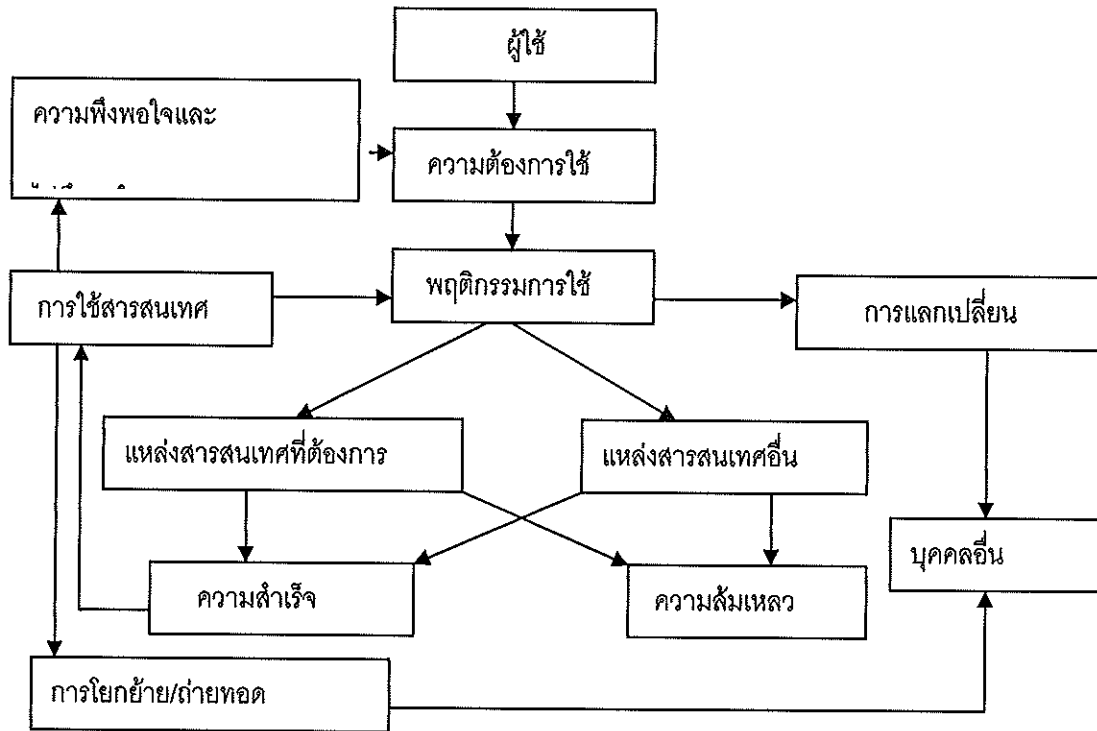 ผู้ใช้
ความพึงพอใจและ
ความต้องการใช้
พฤติกรรมการใช้
การใช้สารสนเทศ
การแลกเปลี่ยน
แหล่งสารสนเทศที่ต้องการ
แหล่งสารสนเทศอื่น
บุคคลอื่น
ความสำเร็จ
ความล้มเหลว
การโยกย้าย/ถ่ายทอด